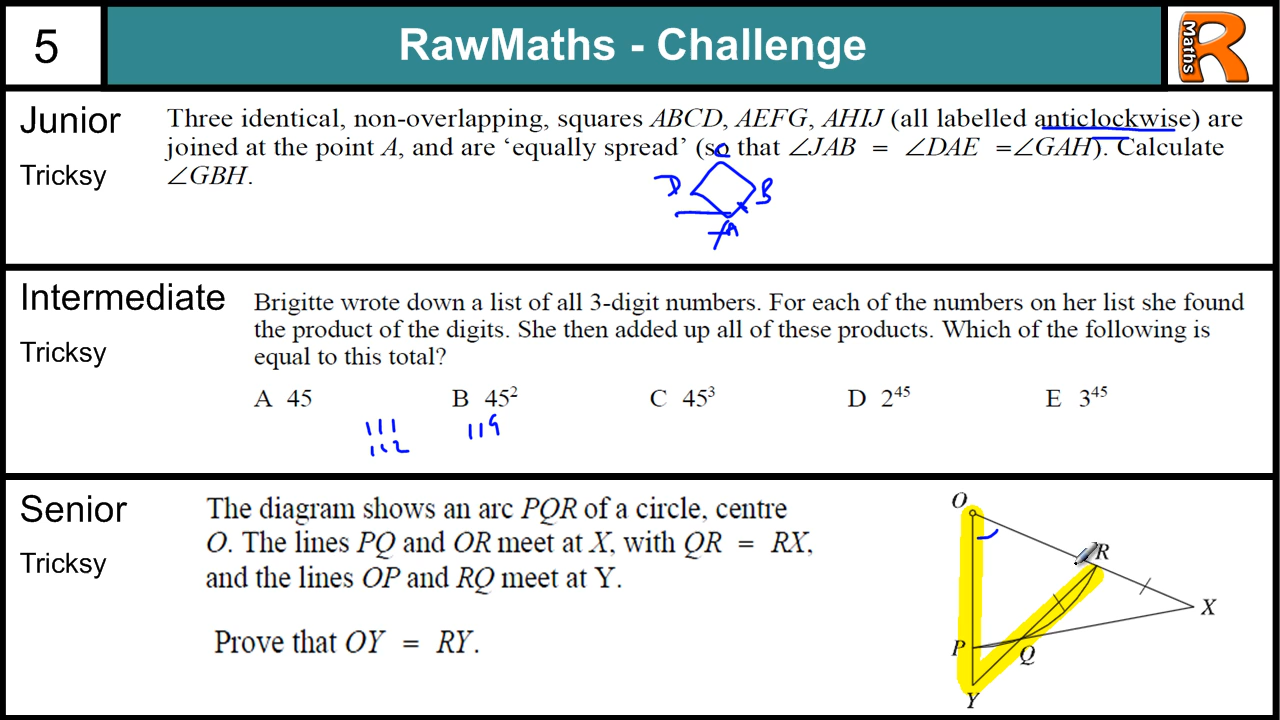 5
RawMaths - Challenge
Maths
R
Junior
Tricksy
Three identical, non-overlapping, squares ABCD, AEFG, AHIJ (all labelled anticlockwise) are
joined at the point A, and are ‘equally spread’ (so that ∠JAB = ∠DAE =∠GAH). Calculate
∠GBH.
C
D
B
A
Intermediate
Tricksy
Brigitte wrote down a list of all 3-digit numbers. For each of the numbers on her list she found
the product of the digits. She then added up all of these products. Which of the following is
equal to this total?
A 45 B 45² C 45³ D 2⁴⁵ E 3⁴⁵
111 119
112
Senior
Tricksy
The diagram shows an arc PQR of a circle, centre
O. The lines PQ and OR meet at X, with QR = RX,
and the lines OP and RQ meet at Y.
Prove that OY = RY.
O
R
X
P
Q
Y